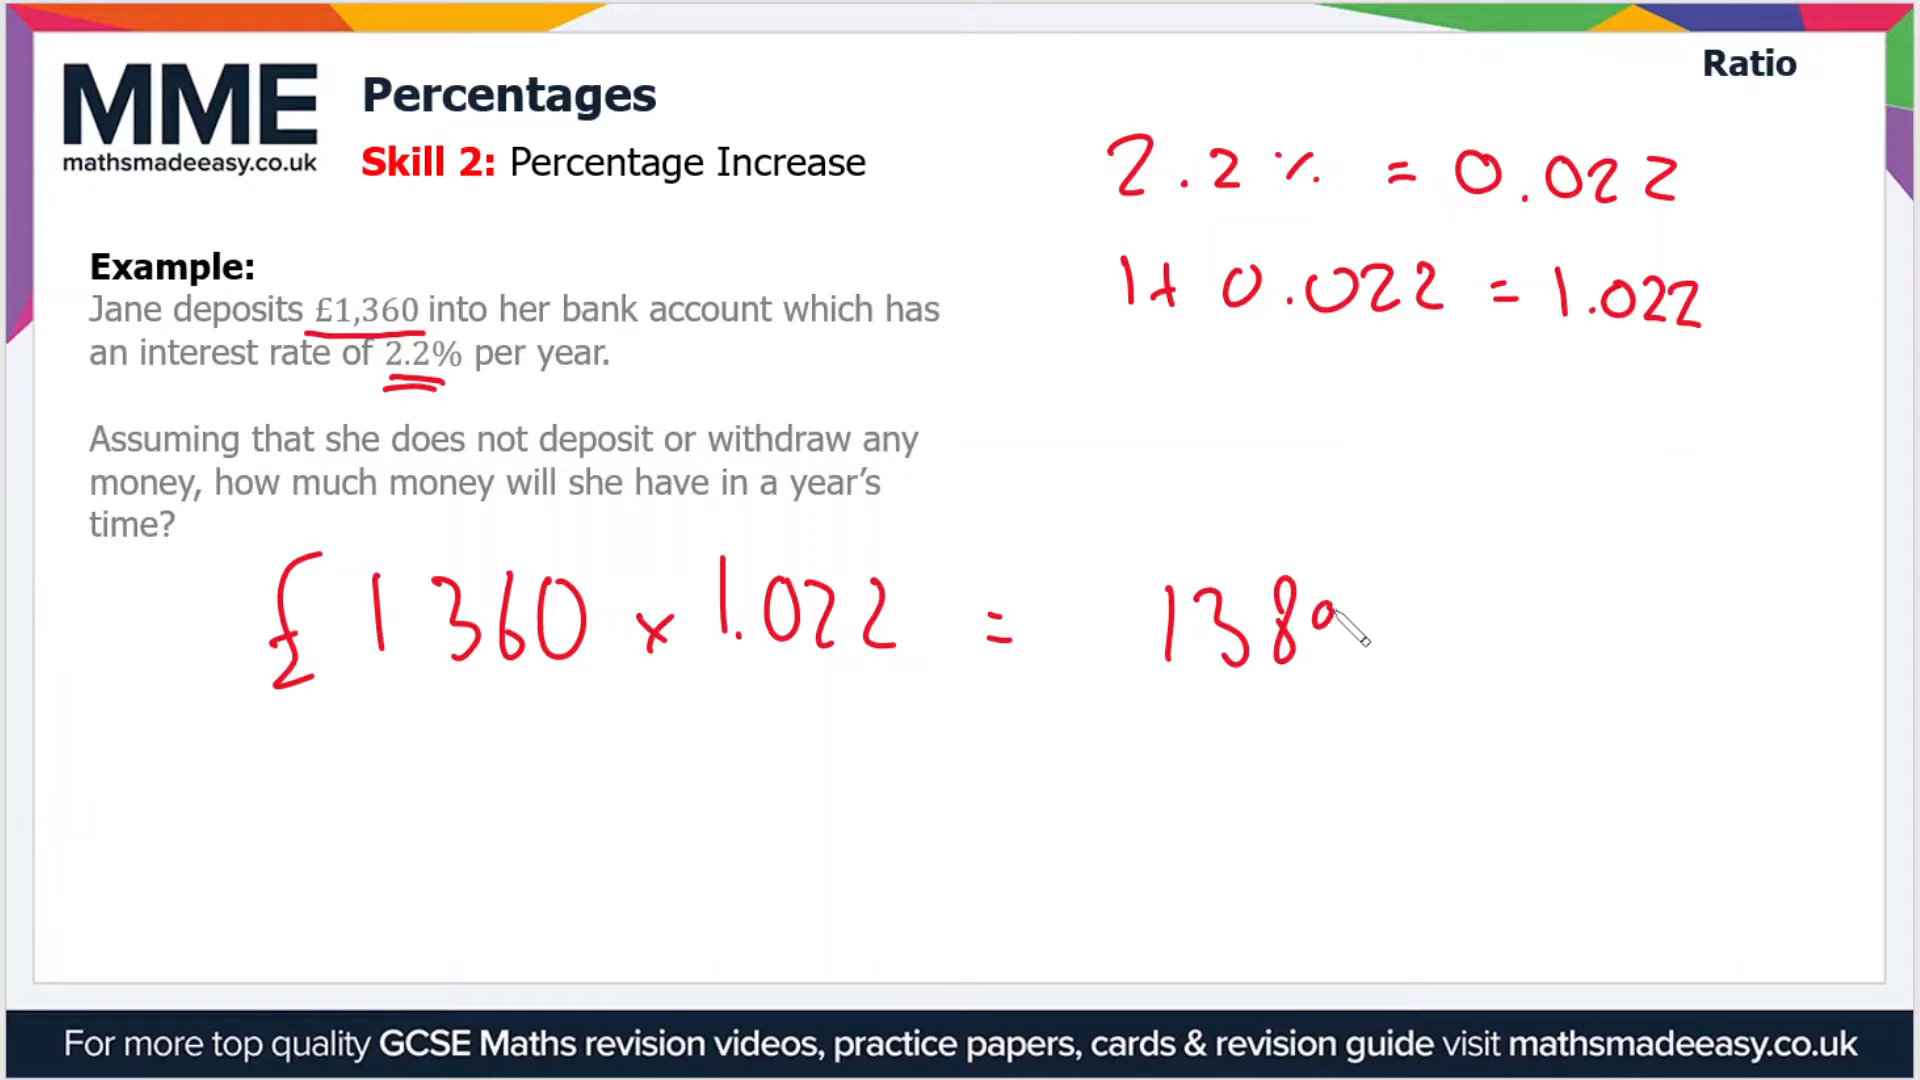 Ratio
MME
mathsmadeeasy.co.uk
Percentages
Skill 2: Percentage Increase
2.2% = 0.022
1+ 0.022 = 1.022
Example:
Jane deposits £1,360 into her bank account which has
an interest rate of 2.2% per year.
Assuming that she does not deposit or withdraw any
money, how much money will she have in a year’s
time?
£1360 × 1.022 = 138
For more top quality GCSE Maths revision videos, practice papers, cards & revision guide visit mathsmadeeasy.co.uk